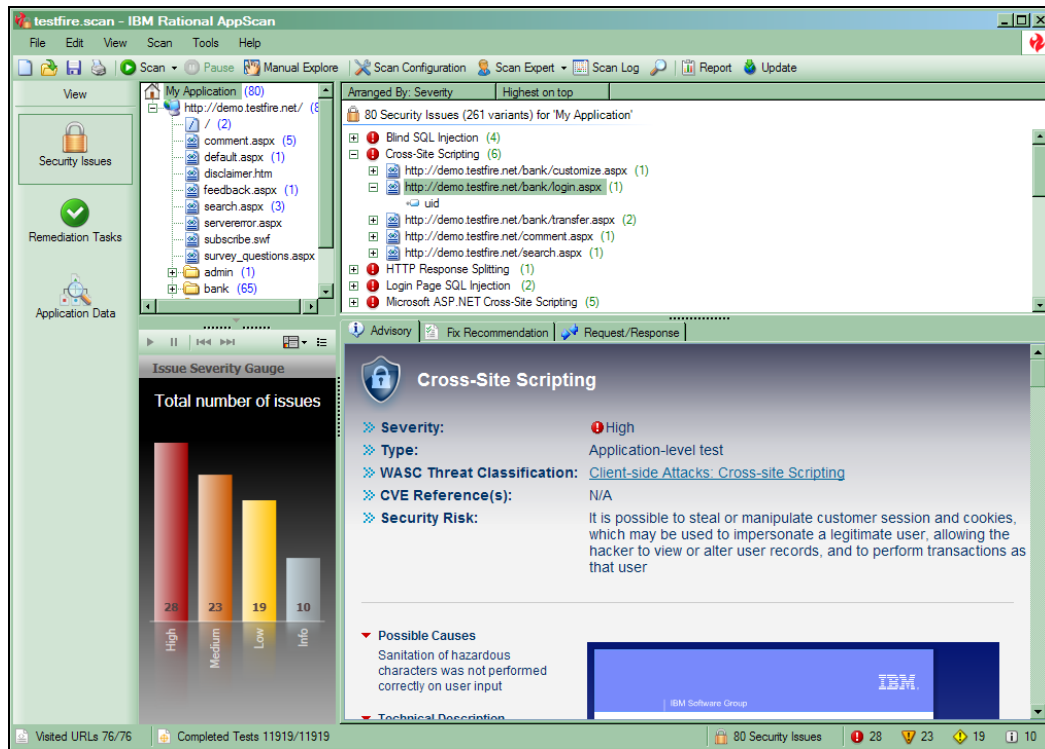 testfire.scan - IBM Rational AppScan
File Edit View Scan Tools Help
Scan Pause Manual Explore Scan Configuration Scan Expert Scan Log Report Update
View
Security Issues
Remediation Tasks
Application Data
My Application (80)
http://demo.testfire.net/ (8
/ (2)
comment.aspx (5)
default.aspx (1)
disclaimer.htm
feedback.aspx (1)
search.aspx (3)
servererror.aspx
subscribe.swf
survey_questions.aspx
admin (1)
bank (65)
Arranged By: Severity Highest on top
80 Security Issues (261 variants) for 'My Application'
Blind SQL Injection (4)
Cross-Site Scripting (6)
http://demo.testfire.net/bank/customize.aspx (1)
http://demo.testfire.net/bank/login.aspx (1)
uid
http://demo.testfire.net/bank/transfer.aspx (2)
http://demo.testfire.net/comment.aspx (1)
http://demo.testfire.net/search.aspx (1)
HTTP Response Splitting (1)
Login Page SQL Injection (2)
Microsoft ASP.NET Cross-Site Scripting (5)
Issue Severity Gauge
Total number of issues
28 23 19 10
High Medium Low Info
Advisory Fix Recommendation Request/Response
Cross-Site Scripting
Severity: High
Type: Application-level test
WASC Threat Classification: Client-side Attacks: Cross-site Scripting
CVE Reference(s): N/A
Security Risk: It is possible to steal or manipulate customer session and cookies,
which may be used to impersonate a legitimate user, allowing the
hacker to view or alter user records, and to perform transactions as
that user
Possible Causes
Sanitation of hazardous
characters was not performed
correctly on user input
Technical Description
IBM.
IBM Software Group
Visited URLs 76/76 Completed Tests 11919/11919 80 Security Issues 28 23 19 10